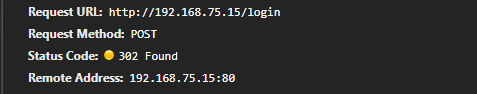 Request URL: http://192.168.75.15/login
Request Method: POST
Status Code: 302 Found
Remote Address: 192.168.75.15:80